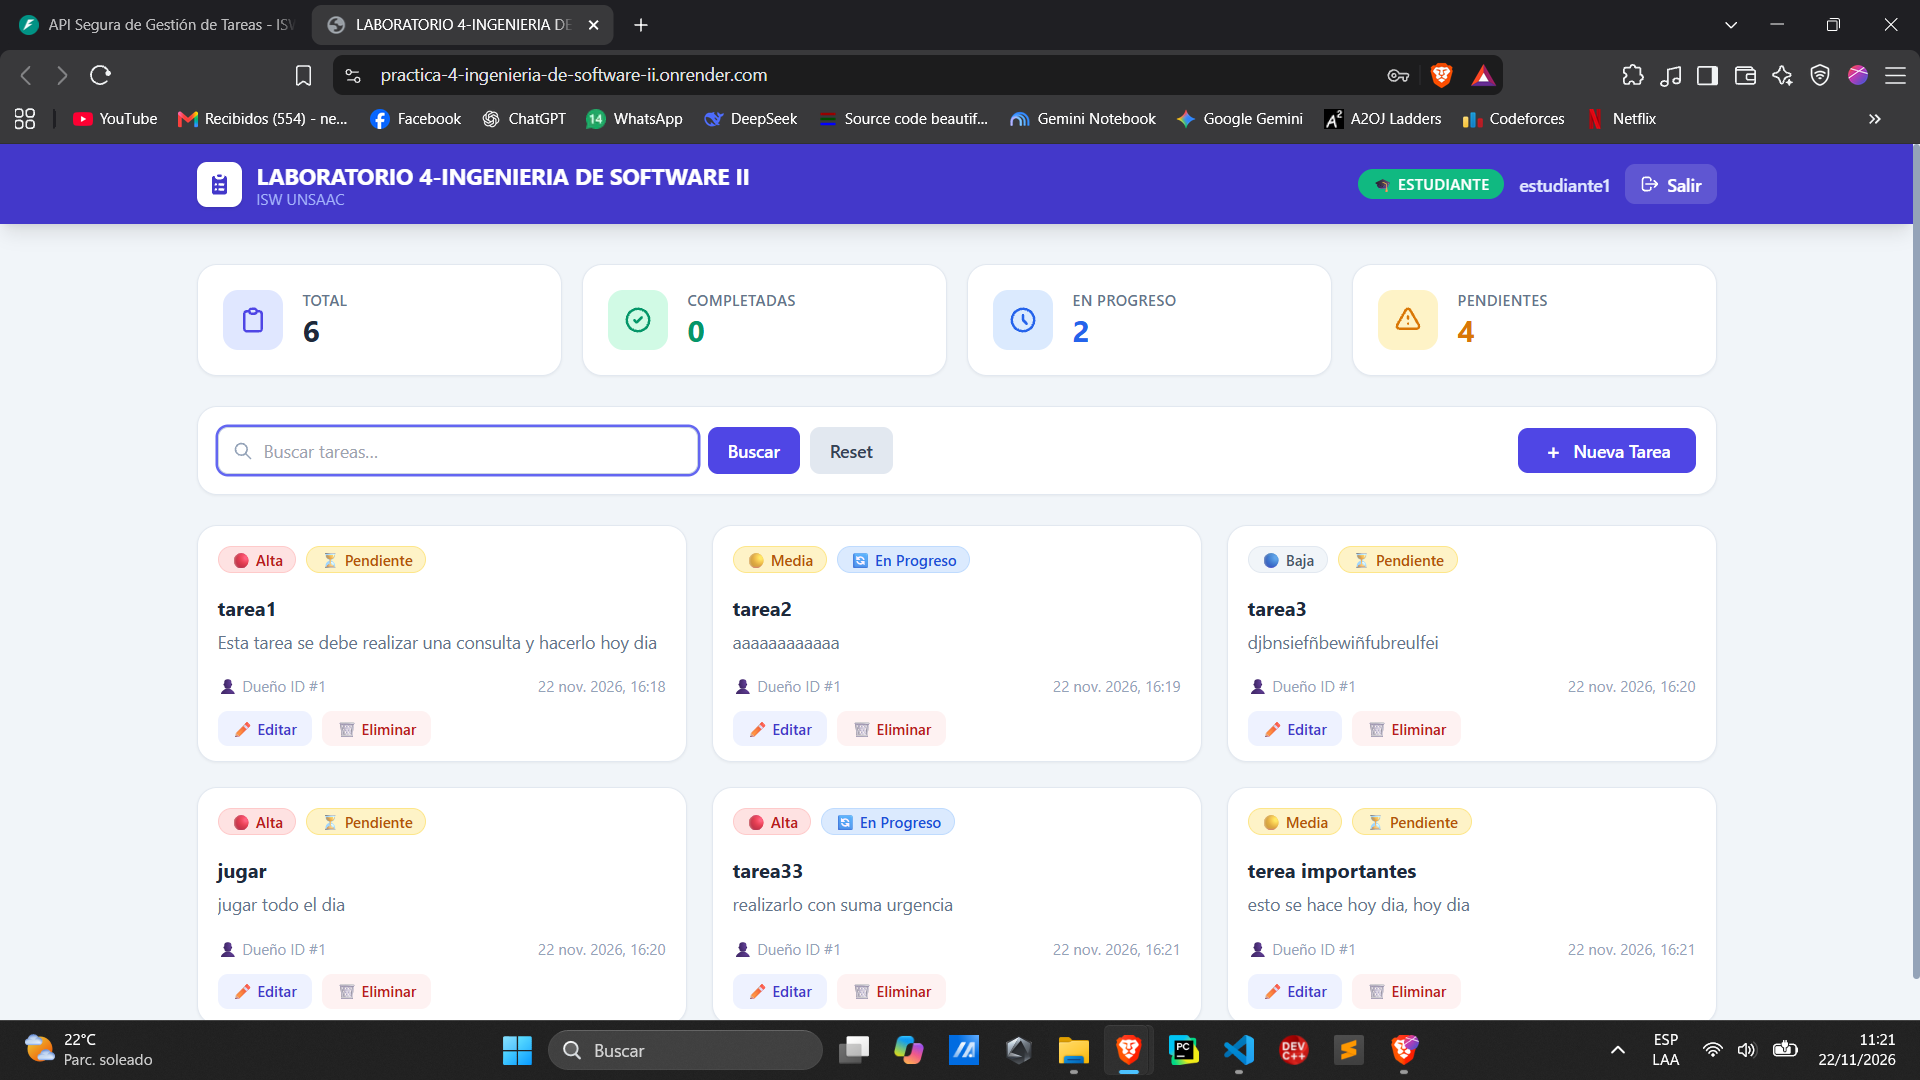 API Segura de Gestión de Tareas - ISW
LABORATORIO 4-INGENIERIA DE
practica-4-ingenieria-de-software-ii.onrender.com
YouTube
Recibidos (554) - ne...
Facebook
ChatGPT
14
WhatsApp
DeepSeek
Source code beautif...
Gemini Notebook
Google Gemini
A2
A2OJ Ladders
Codeforces
Netflix
LABORATORIO 4-INGENIERIA DE SOFTWARE II
ISW UNSAAC
ESTUDIANTE
estudiante1
Salir
TOTAL
6
COMPLETADAS
0
EN PROGRESO
2
PENDIENTES
4
Buscar tareas...
Buscar
Reset
+ Nueva Tarea
Alta
Pendiente
tarea1
Esta tarea se debe realizar una consulta y hacerlo hoy dia
Dueño ID #1
22 nov. 2026, 16:18
Editar
Eliminar
Media
En Progreso
tarea2
aaaaaaaaaaaa
Dueño ID #1
22 nov. 2026, 16:19
Editar
Eliminar
Baja
Pendiente
tarea3
djbnsiefñbewiñfubreulfei
Dueño ID #1
22 nov. 2026, 16:20
Editar
Eliminar
Alta
Pendiente
jugar
jugar todo el dia
Dueño ID #1
22 nov. 2026, 16:20
Editar
Eliminar
Alta
En Progreso
tarea33
realizarlo con suma urgencia
Dueño ID #1
22 nov. 2026, 16:21
Editar
Eliminar
Media
Pendiente
terea importantes
esto se hace hoy dia, hoy dia
Dueño ID #1
22 nov. 2026, 16:21
Editar
Eliminar
22°C
Parc. soleado
Buscar
PC
DEV
C++
ESP
LAA
11:21
22/11/2026